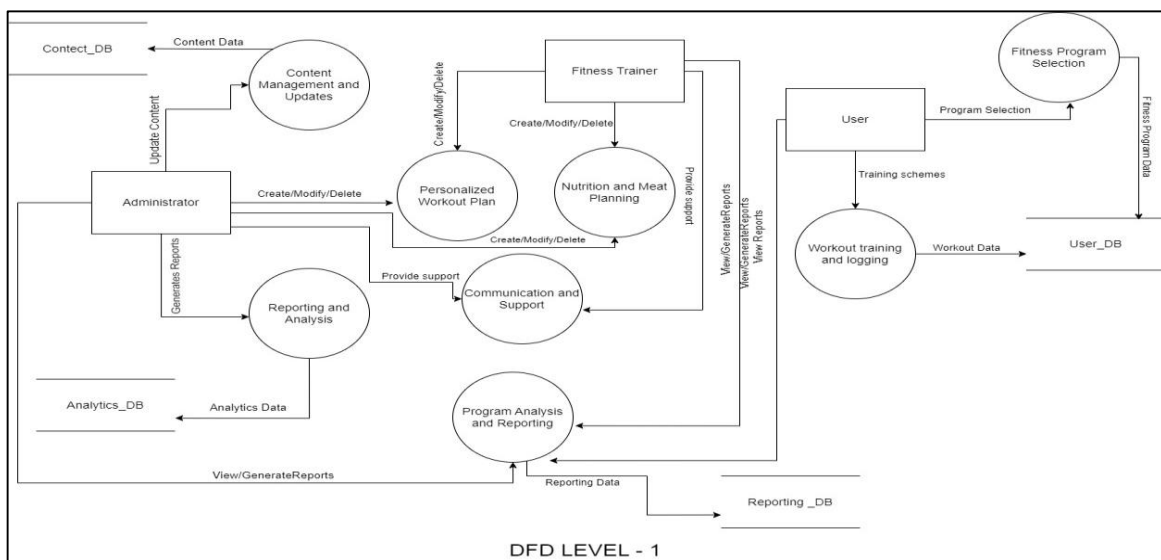 Contect_DB
Content Data
Content
Management and
Updates
Update Content
Fitness Trainer
Create/Modify/Delete
Create/Modify/Delete
Provide support
View/GenerateReports
View/GenerateReports
View Reports
User
Program Selection
Fitness Program
Selection
Fitness Program Data
Administrator
Create/Modify/Delete
Personalized
Workout Plan
Nutrition and Meat
Planning
Create/Modify/Delete
Training schemes
Workout training
and logging
Workout Data
User_DB
Generates Reports
Provide support
Communication and
Support
Reporting and
Analysis
Analytics_DB
Analytics Data
Program Analysis
and Reporting
View/GenerateReports
Reporting Data
Reporting _DB
DFD LEVEL - 1